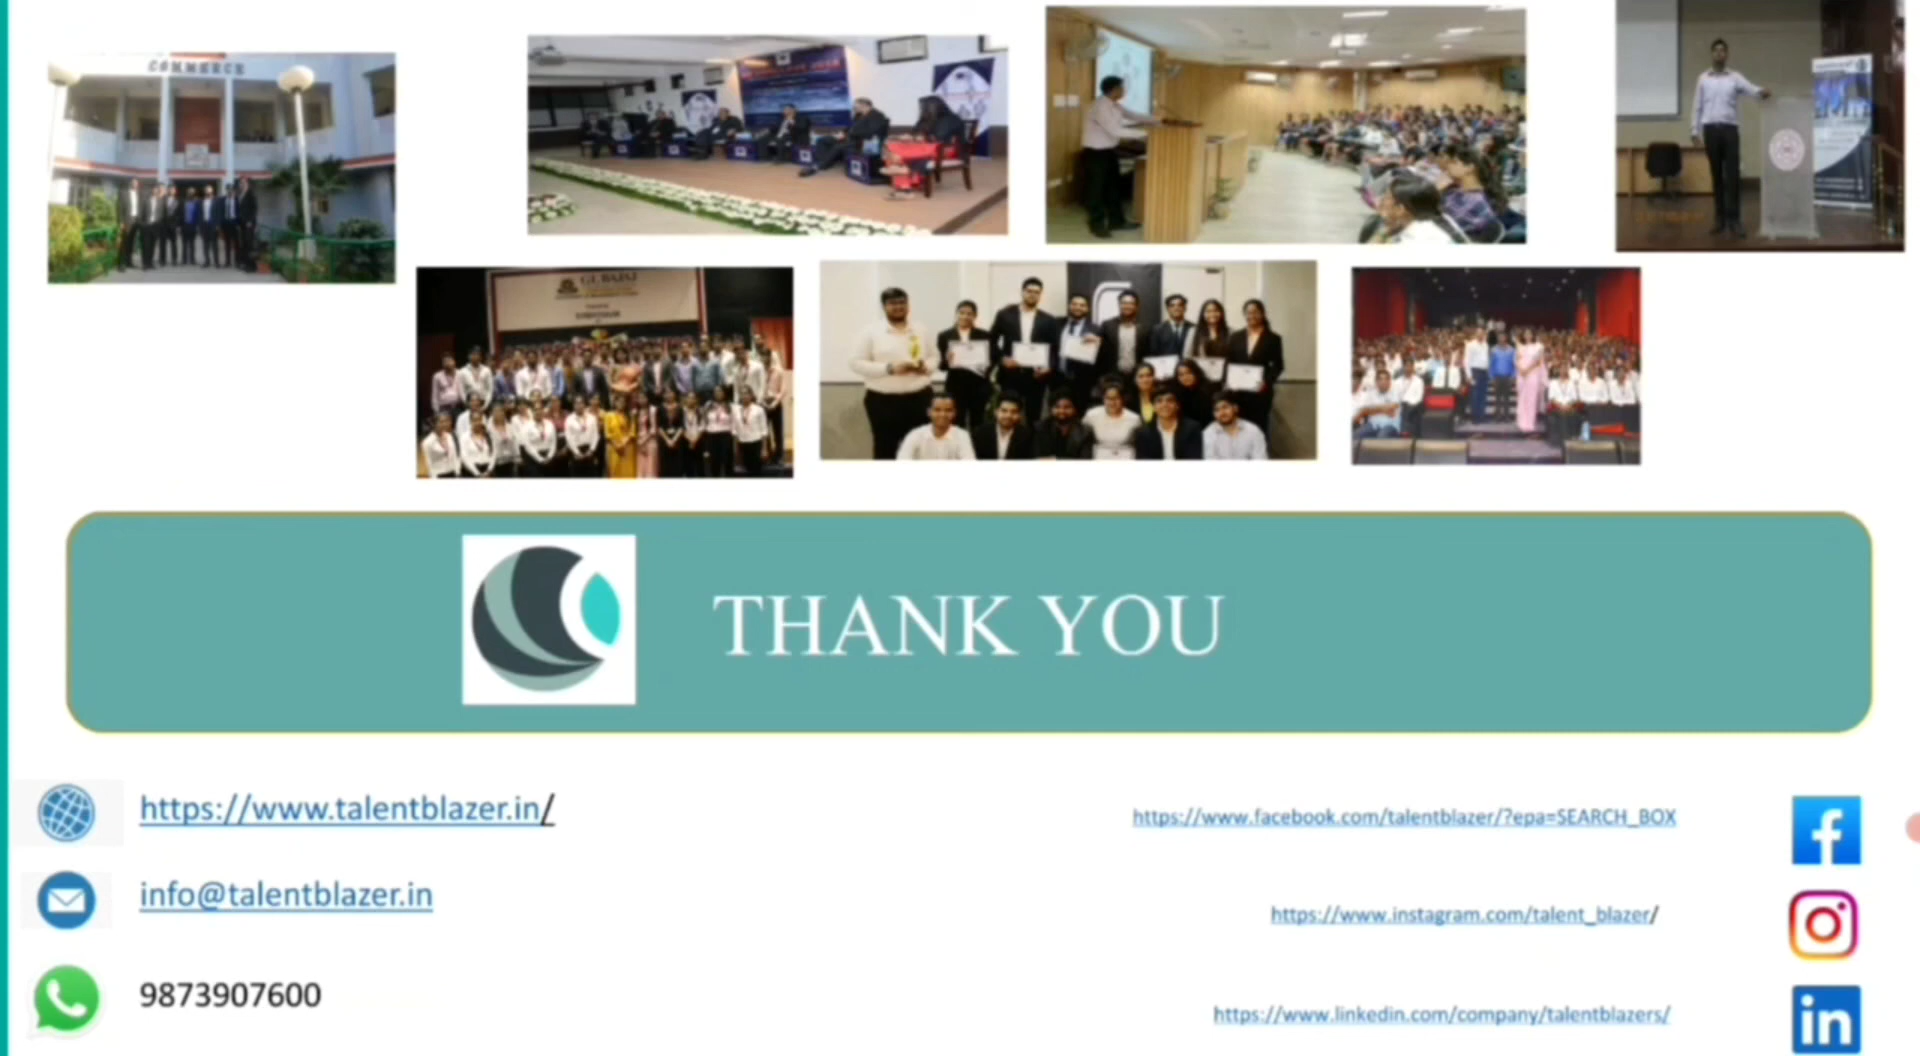 COMMERCE
THANK YOU
https://www.talentblazer.in/
info@talentblazer.in
9873907600
https://www.facebook.com/talentblazer/?epa=SEARCH_BOX
https://www.instagram.com/talent_blazer/
https://www.linkedin.com/company/talentblazers/